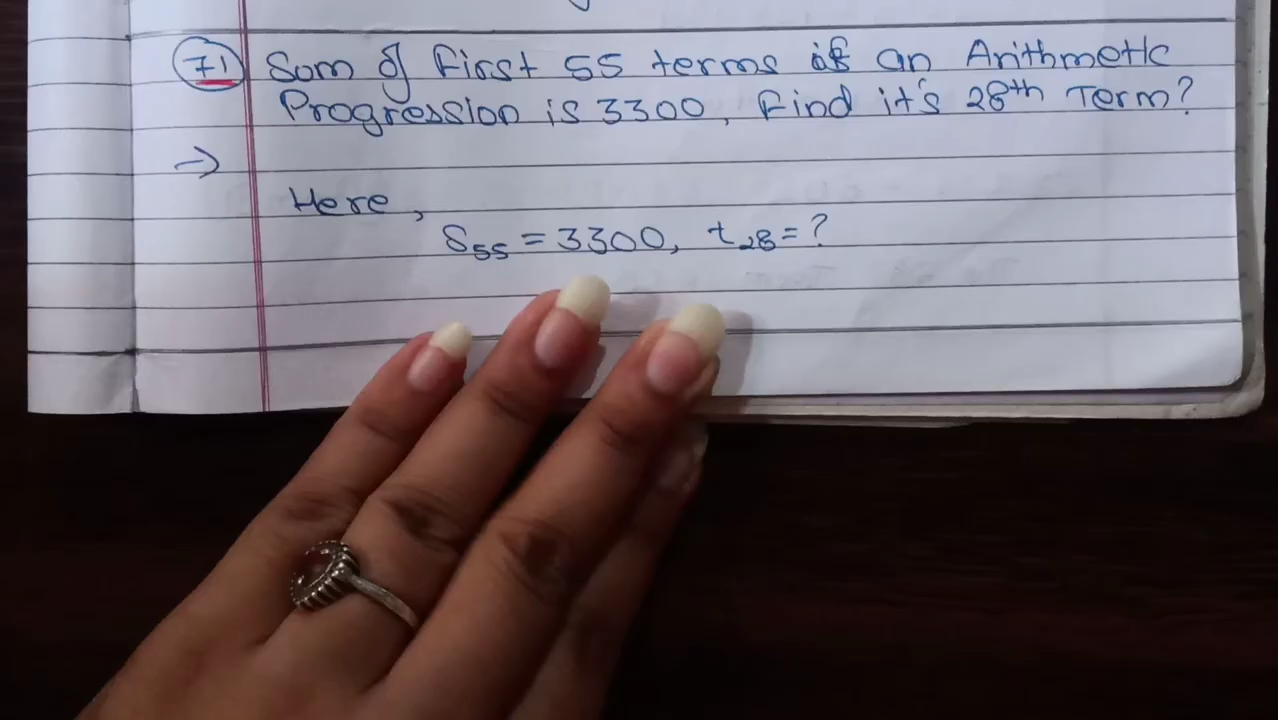 71 Sum of first 55 terms of an Arithmetic
Progression is 3300, Find it's 28th Term?
→
Here,
S₅₅ = 3300, t₂₈ = ?